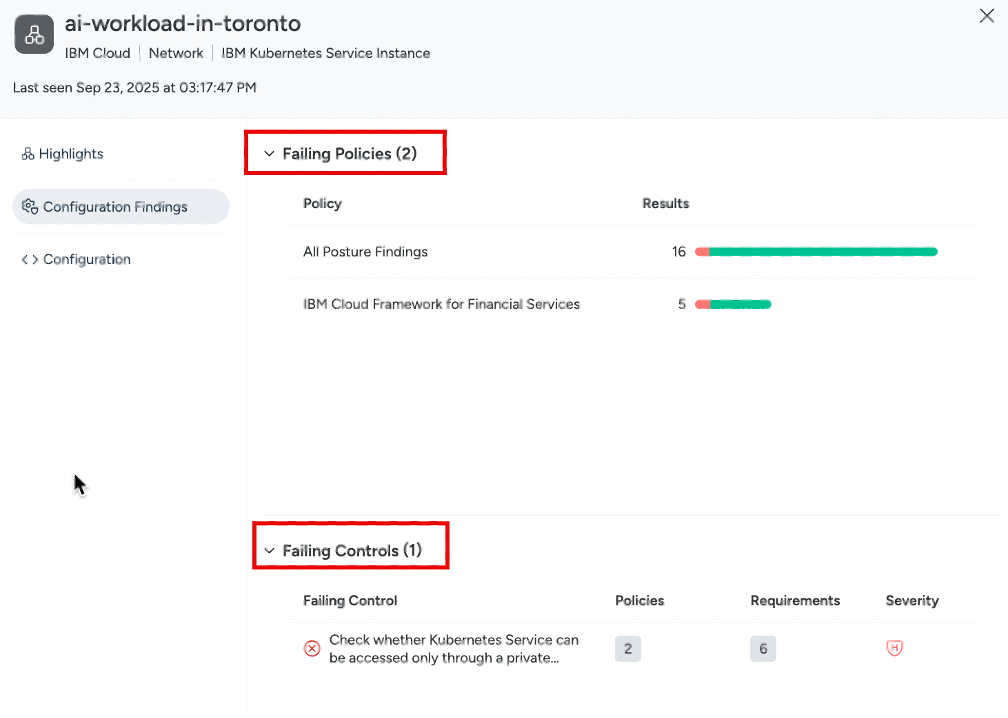 ai-workload-in-toronto
IBM Cloud Network IBM Kubernetes Service Instance
Last seen Sep 23, 2025 at 03:17:47 PM
Highlights
Configuration Findings
Configuration
Failing Policies (2)
Policy Results
All Posture Findings 16
IBM Cloud Framework for Financial Services 5
Failing Controls (1)
Failing Control Policies Requirements Severity
Check whether Kubernetes Service can
be accessed only through a private... 2 6 H